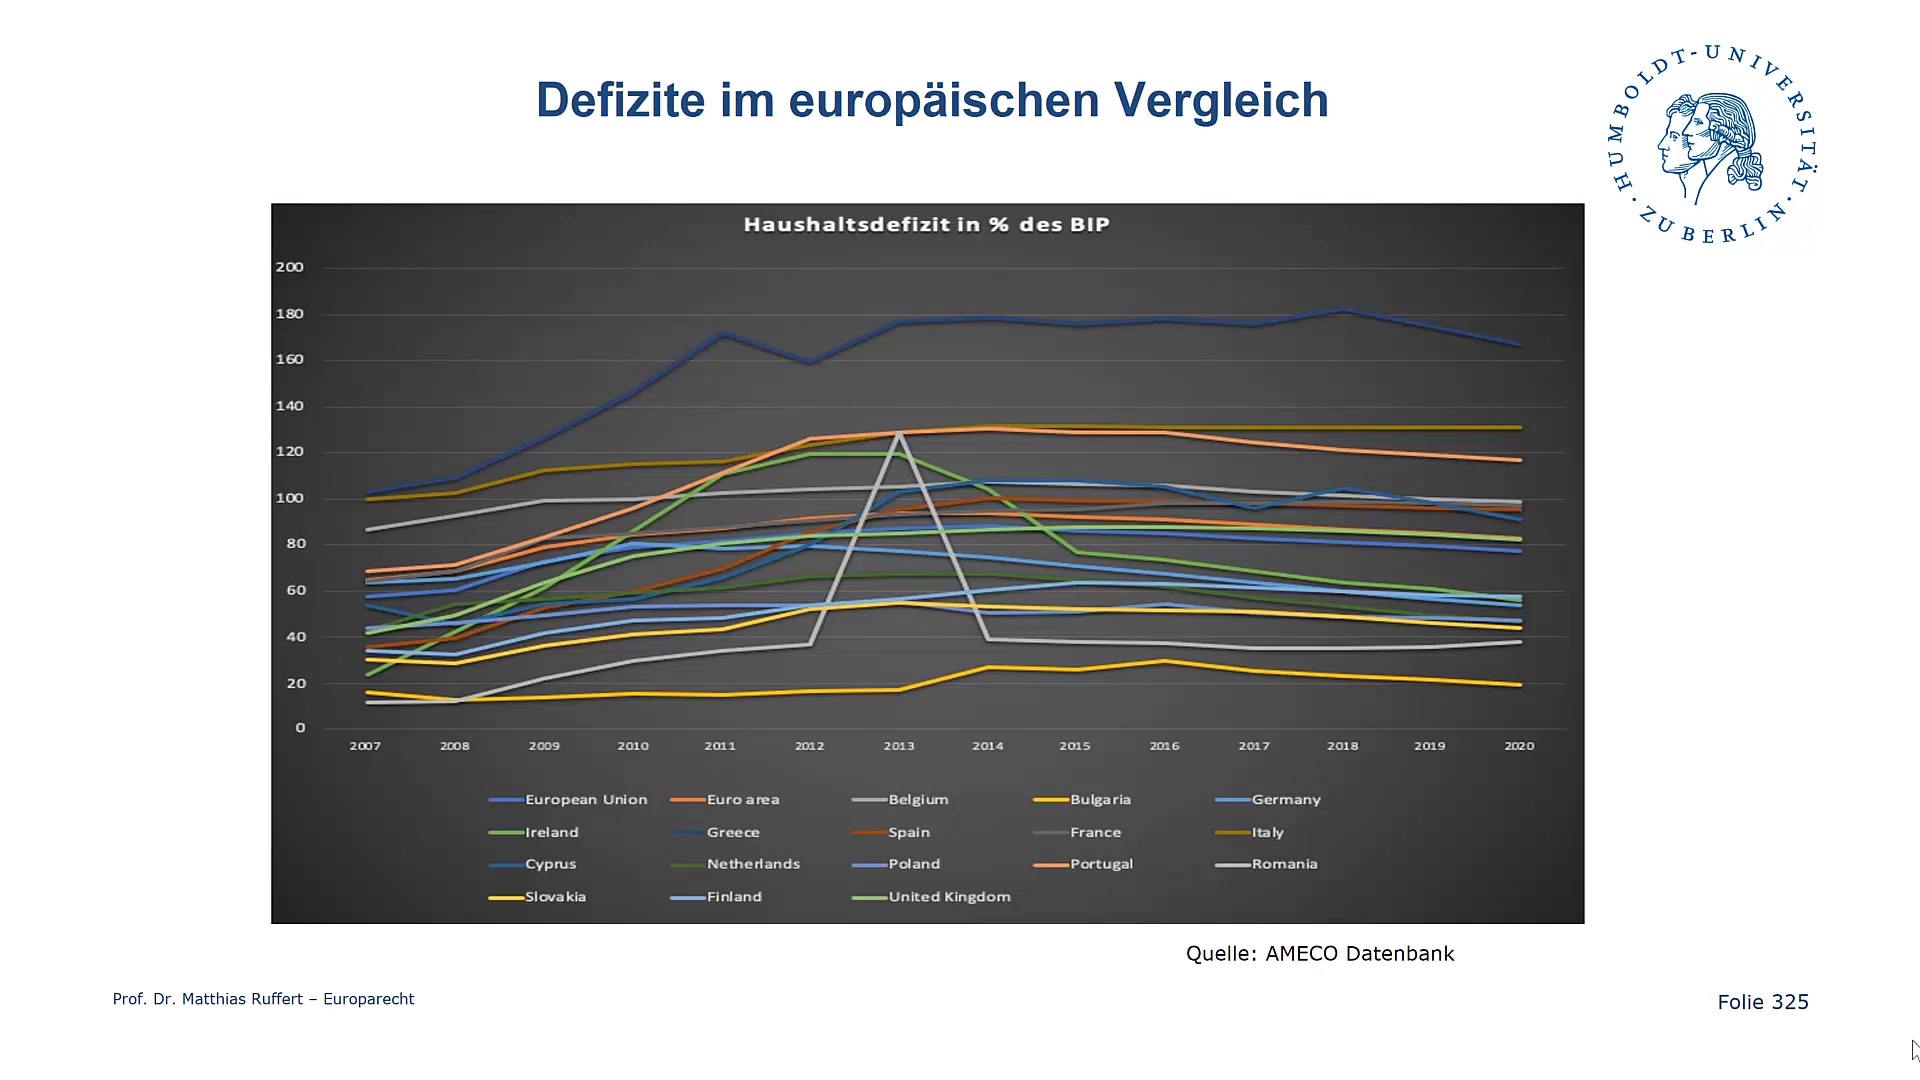 Defizite im europäischen Vergleich
HUMBOLDT-UNIVERSITÄT · ZU BERLIN ·
Haushaltsdefizit in % des BIP
200
180
160
140
120
100
80
60
40
20
0
2007 2008 2009 2010 2011 2012 2013 2014 2015 2016 2017 2018 2019 2020
European Union Euro area Belgium Bulgaria Germany
Ireland Greece Spain France Italy
Cyprus Netherlands Poland Portugal Romania
Slovakia Finland United Kingdom
Quelle: AMECO Datenbank
Prof. Dr. Matthias Ruffert – Europarecht
Folie 325